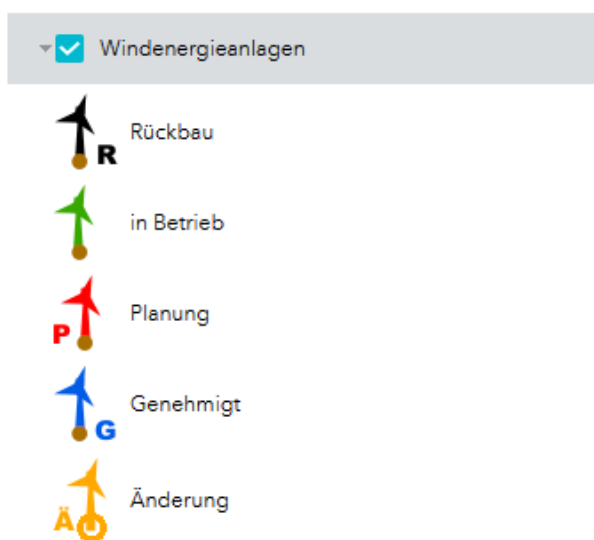 Windenergieanlagen
R Rückbau
in Betrieb
P Planung
G Genehmigt
Ä Änderung